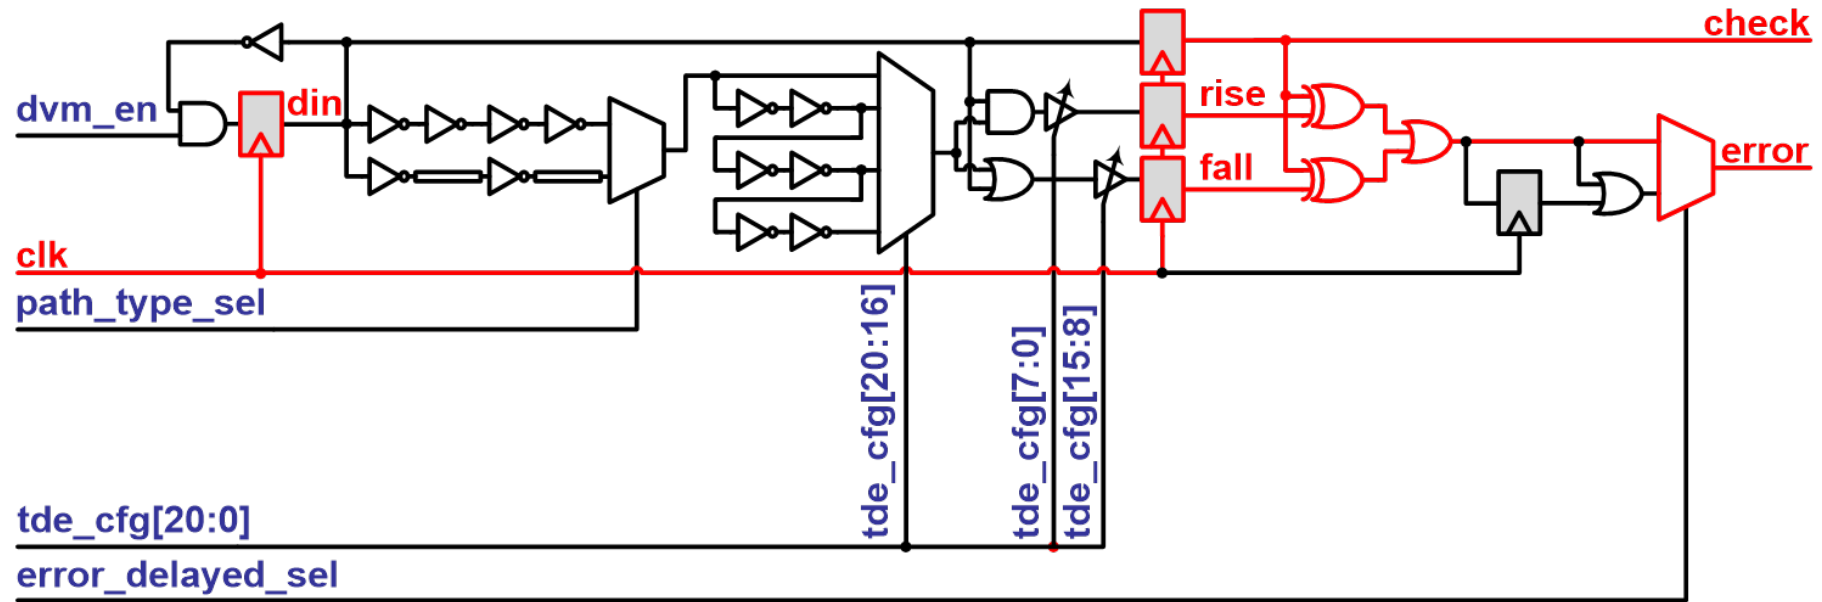 check
dvm_en
din
rise
fall
error
clk
path_type_sel
tde_cfg[20:16]
tde_cfg[7:0]
tde_cfg[15:8]
tde_cfg[20:0]
error_delayed_sel